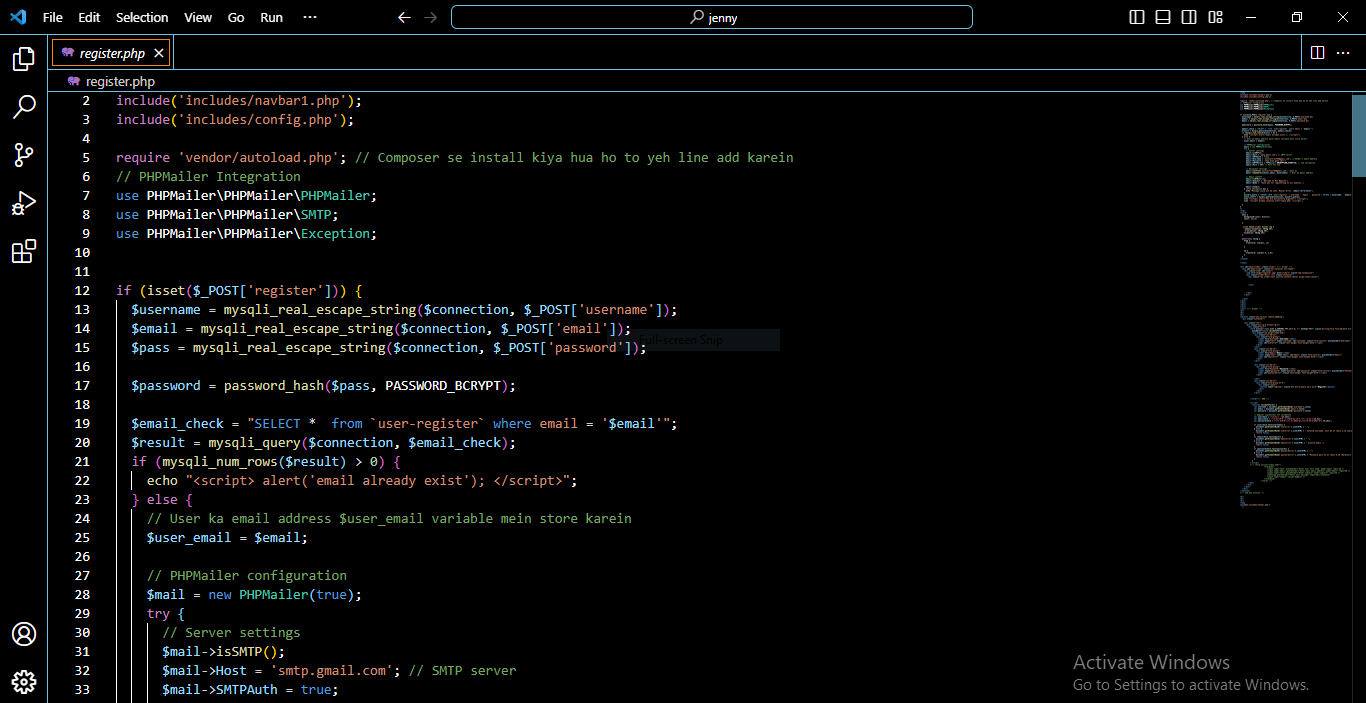 File Edit Selection View Go Run ··· jenny
register.php
register.php
2 include('includes/navbar1.php');
3 include('includes/config.php');
4
5 require 'vendor/autoload.php'; // Composer se install kiya hua ho to yeh line add karein
6 // PHPMailer Integration
7 use PHPMailer\PHPMailer\PHPMailer;
8 use PHPMailer\PHPMailer\SMTP;
9 use PHPMailer\PHPMailer\Exception;
10
11
12 if (isset($_POST['register'])) {
13 $username = mysqli_real_escape_string($connection, $_POST['username']);
14 $email = mysqli_real_escape_string($connection, $_POST['email']);
15 $pass = mysqli_real_escape_string($connection, $_POST['password']);
Full-screen Snip
16
17 $password = password_hash($pass, PASSWORD_BCRYPT);
18
19 $email_check = "SELECT *  from `user-register` where email = '$email'";
20 $result = mysqli_query($connection, $email_check);
21 if (mysqli_num_rows($result) > 0) {
22 echo "<script> alert('email already exist'); </script>";
23 } else {
24 // User ka email address $user_email variable mein store karein
25 $user_email = $email;
26
27 // PHPMailer configuration
28 $mail = new PHPMailer(true);
29 try {
30 // Server settings
31 $mail->isSMTP();
32 $mail->Host = 'smtp.gmail.com'; // SMTP server
33 $mail->SMTPAuth = true;
Activate Windows
Go to Settings to activate Windows.